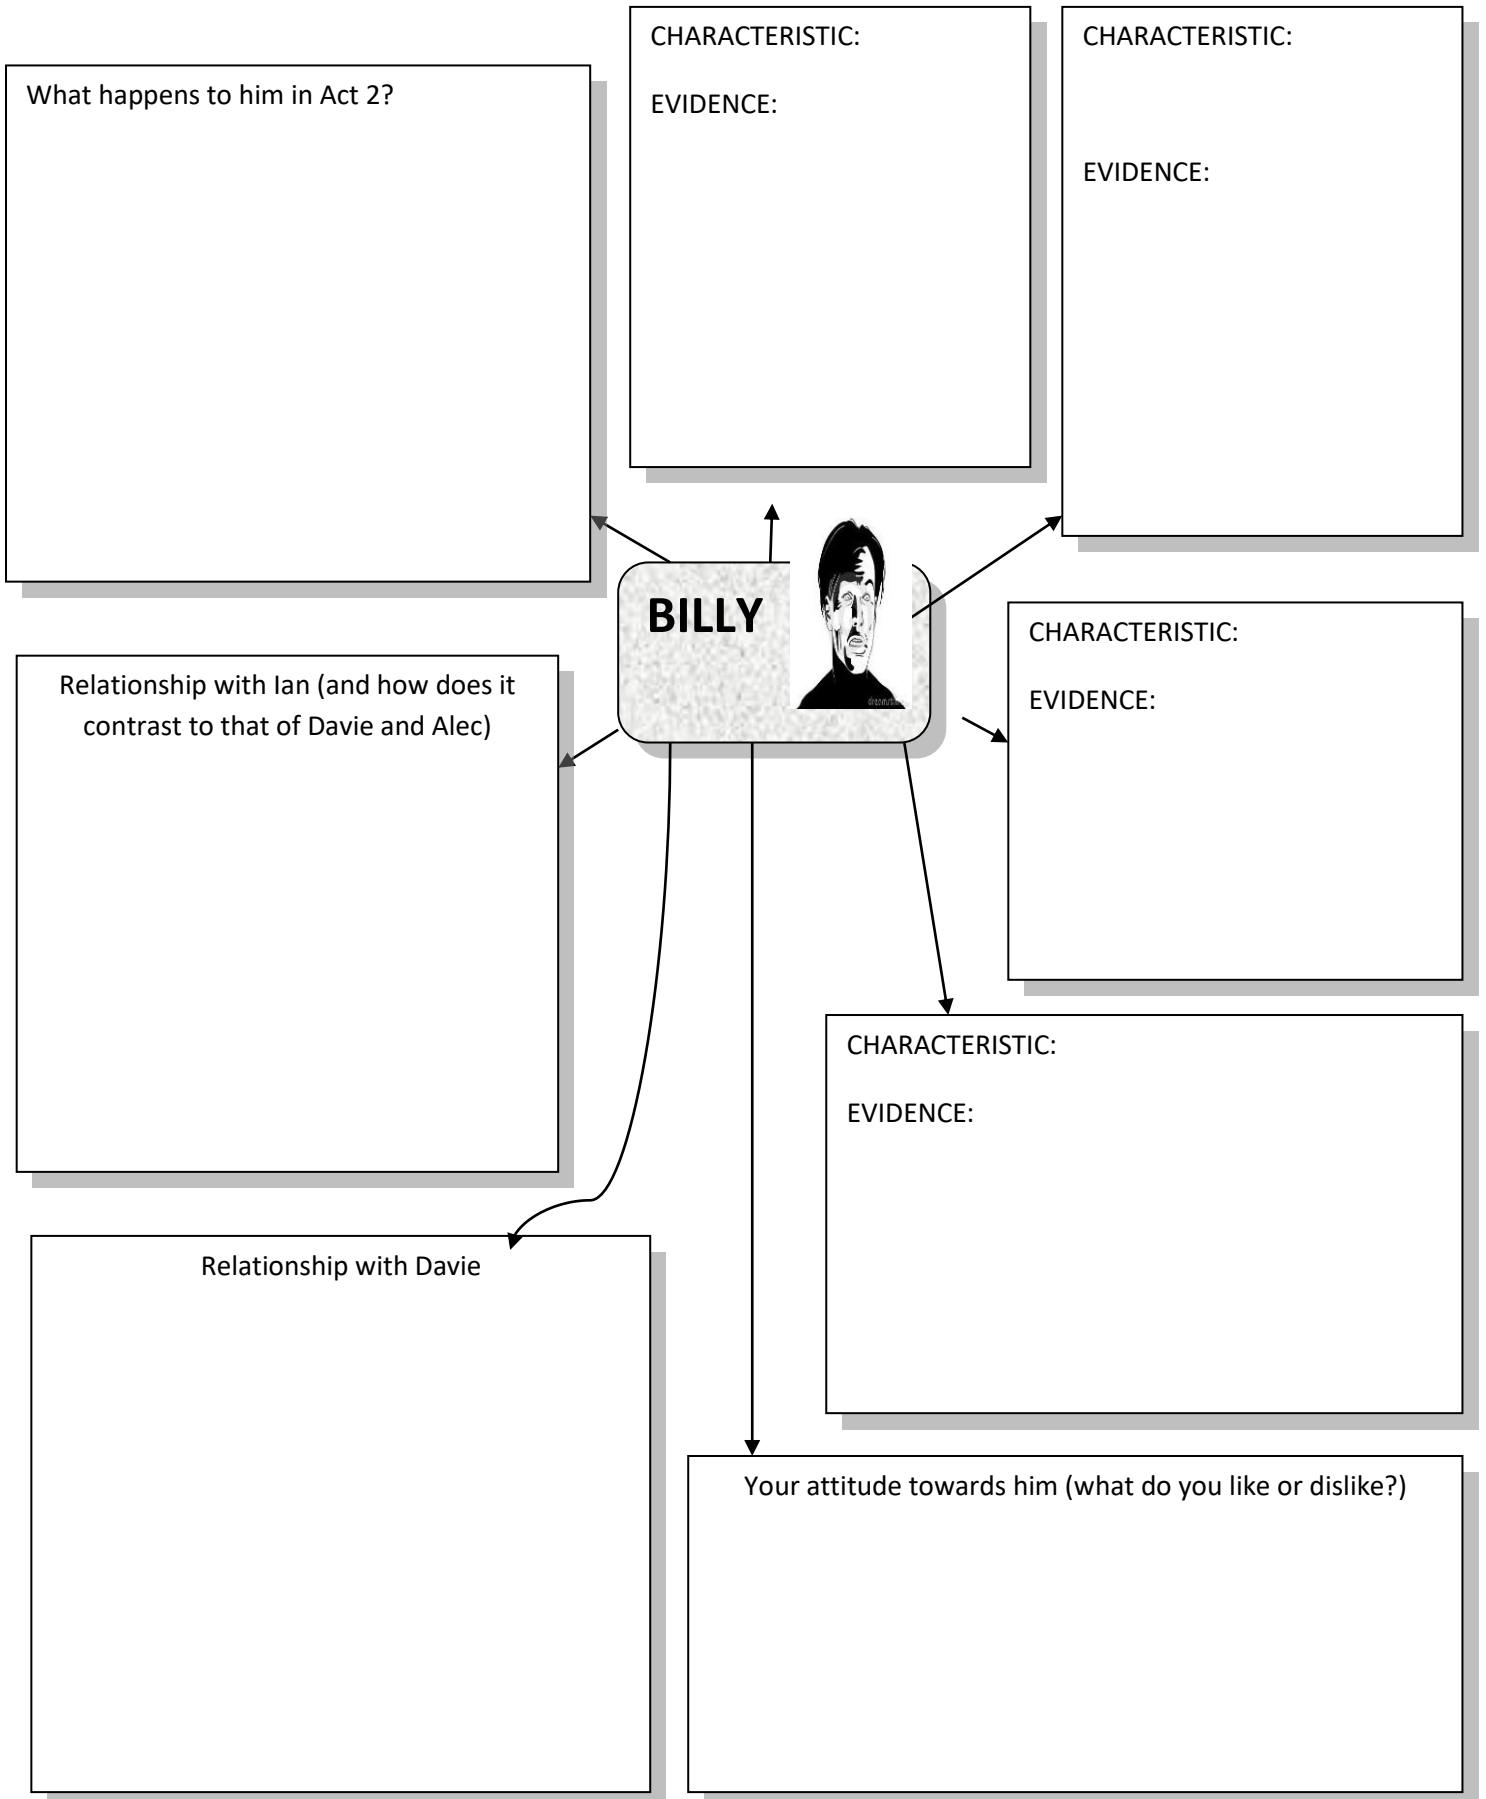 What happens to him in Act 2?
CHARACTERISTIC:
EVIDENCE:
CHARACTERISTIC:
EVIDENCE:
BILLY
CHARACTERISTIC:
EVIDENCE:
Relationship with Ian (and how does it
contrast to that of Davie and Alec)
CHARACTERISTIC:
EVIDENCE:
Relationship with Davie
Your attitude towards him (what do you like or dislike?)